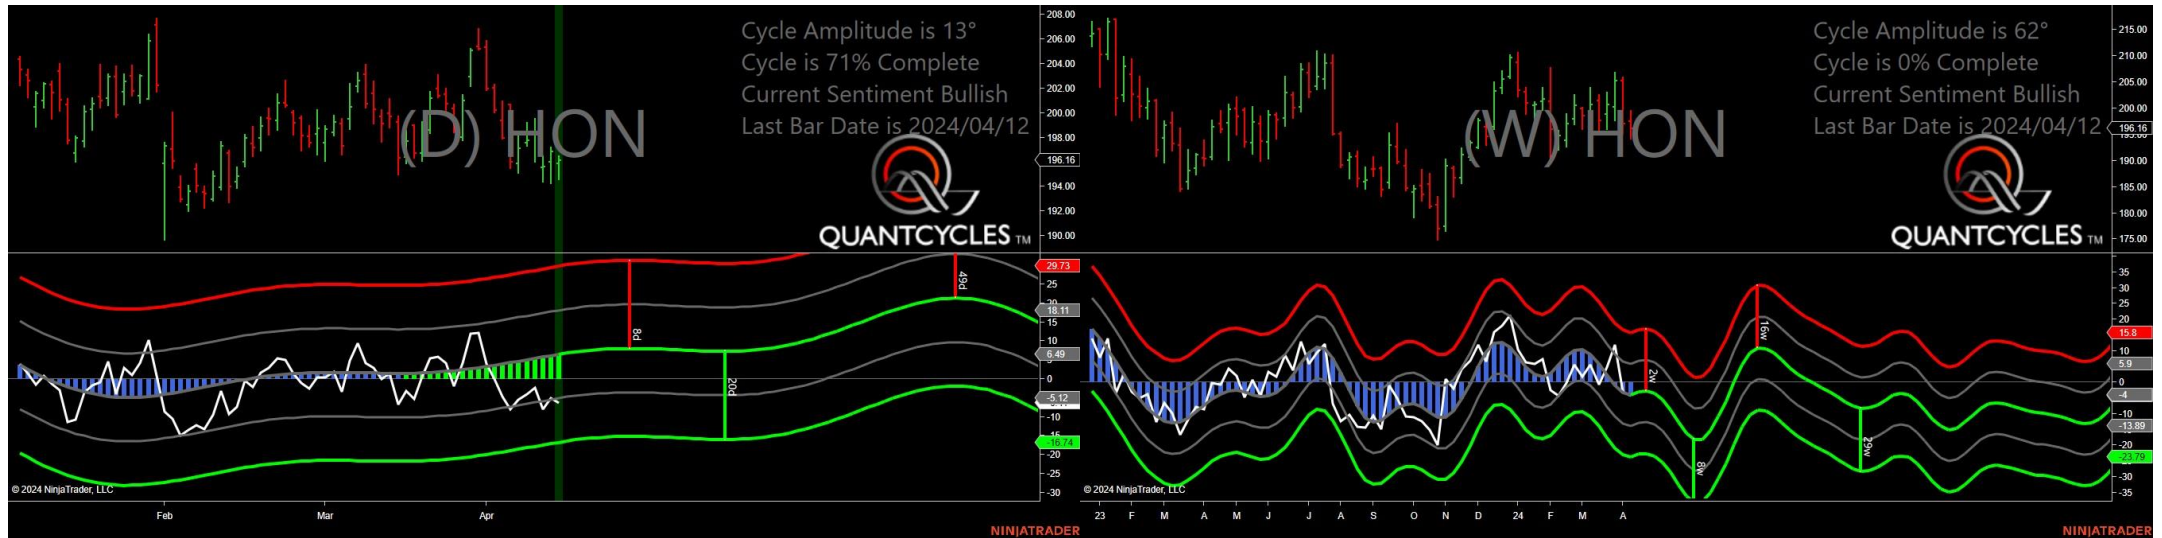 Cycle Amplitude is 13°
Cycle is 71% Complete
Current Sentiment Bullish
Last Bar Date is 2024/04/12
(D) HON
QUANTCYCLES TM
208.00
206.00
204.00
202.00
200.00
198.00
196.16
194.00
192.00
190.00
29.73
25
20
18.11
15
6.49
0
-5.12
-10
-15
-16.74
-20
-25
-30
8d
20d
49d
© 2024 NinjaTrader, LLC
Feb Mar Apr
NINJATRADER
Cycle Amplitude is 62°
Cycle is 0% Complete
Current Sentiment Bullish
Last Bar Date is 2024/04/12
(W) HON
QUANTCYCLES TM
215.00
210.00
205.00
200.00
196.16
195.00
190.00
185.00
180.00
175.00
35
30
25
20
15.8
10
5.9
0
-4
-10
-13.89
-20
-23.79
-30
-35
2w
8w
16w
29w
© 2024 NinjaTrader, LLC
23 F M A M J J A S O N D 24 F M A
NINJATRADER